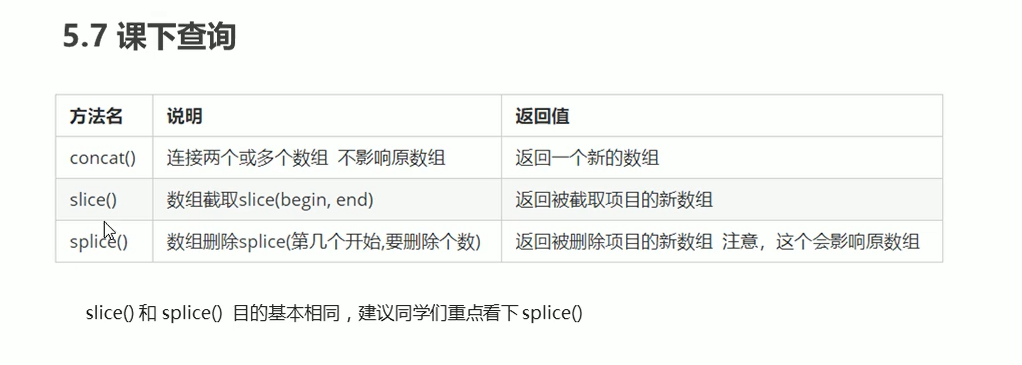 5.7 课下查询
方法名 说明 返回值
concat() 连接两个或多个数组 不影响原数组 返回一个新的数组
slice() 数组截取slice(begin, end) 返回被截取项目的新数组
splice() 数组删除splice(第几个开始,要删除个数) 返回被删除项目的新数组 注意，这个会影响原数组
slice() 和 splice() 目的基本相同，建议同学们重点看下 splice()